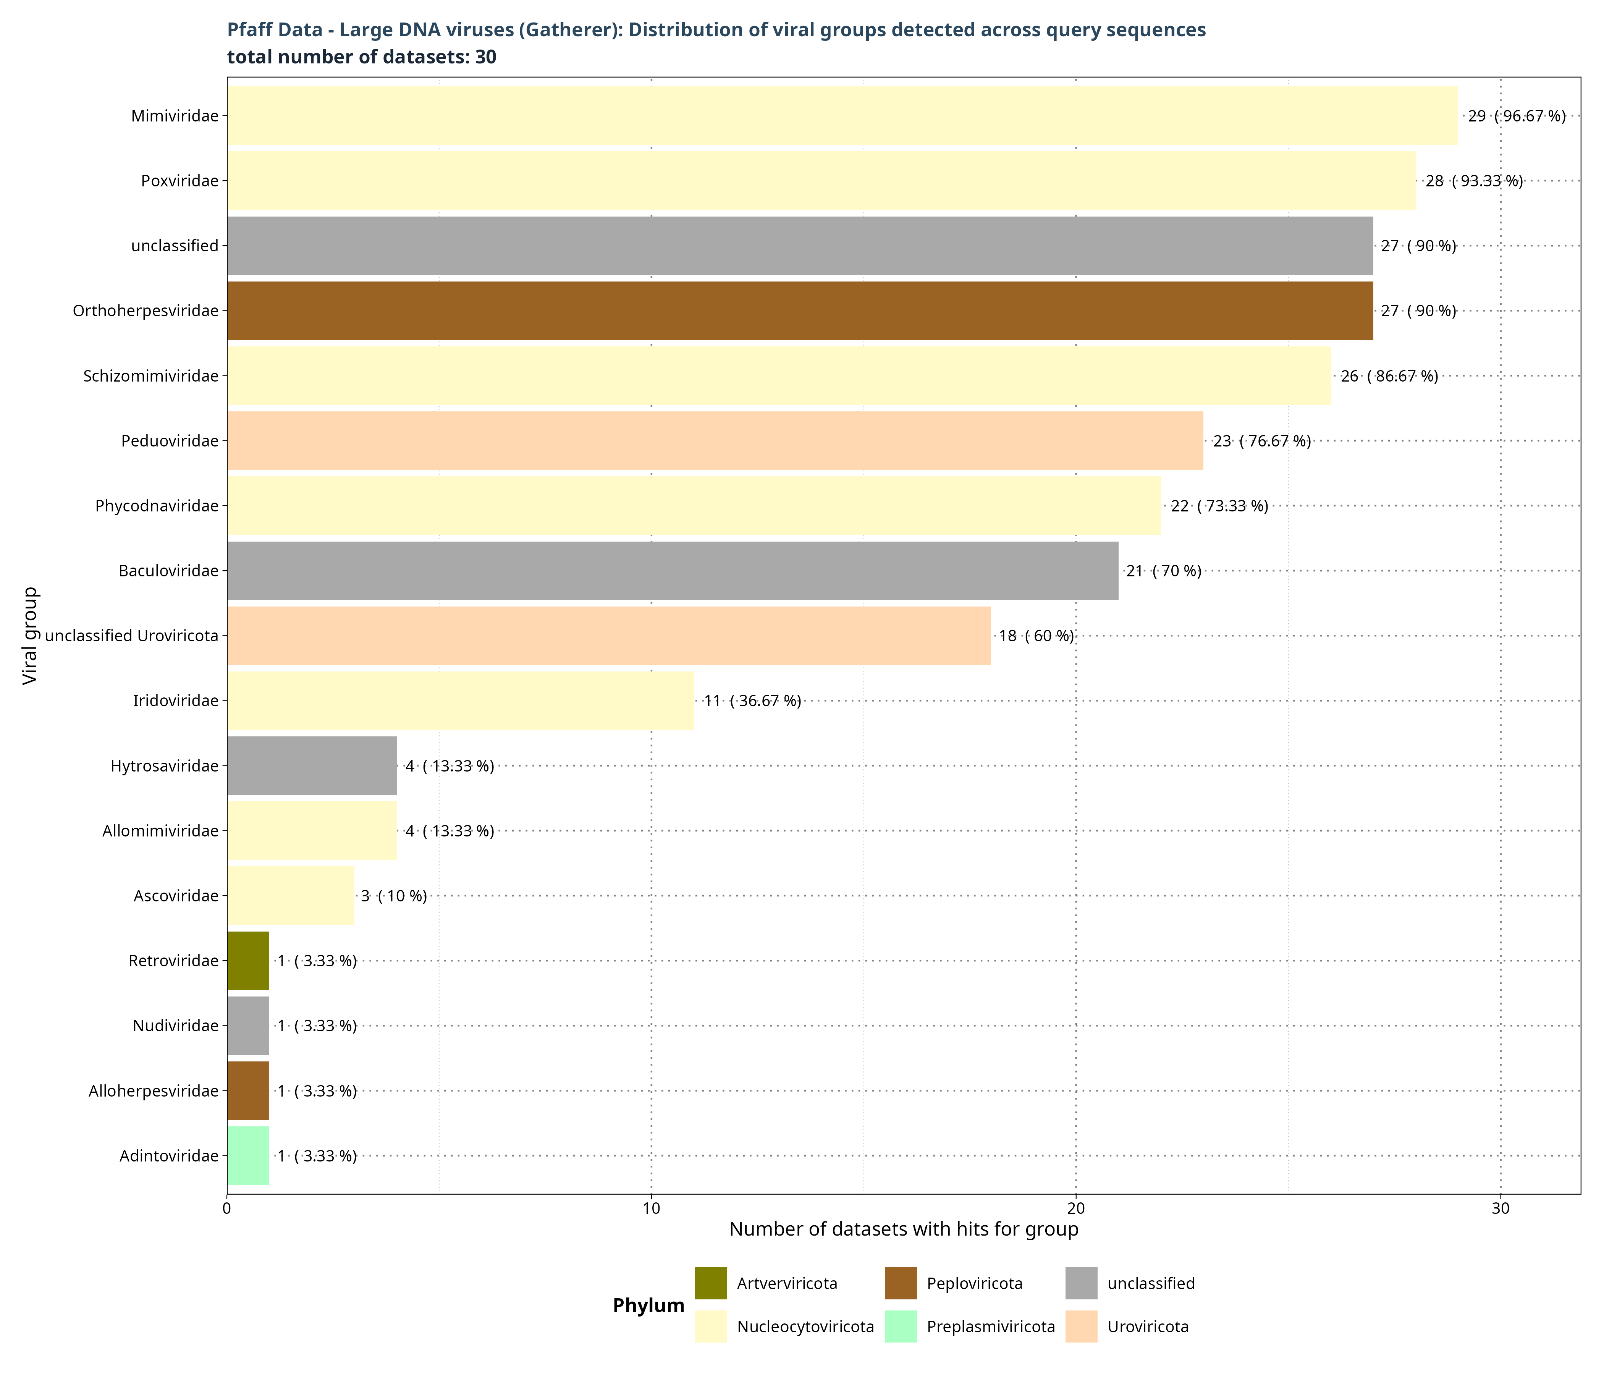 Pfaff Data - Large DNA viruses (Gatherer): Distribution of viral groups detected across query sequences
total number of datasets: 30
Viral group
Mimiviridae 29 ( 96.67 %)
Poxviridae 28 ( 93.33 %)
unclassified 27 ( 90 %)
Orthoherpesviridae 27 ( 90 %)
Schizomimiviridae 26 ( 86.67 %)
Peduoviridae 23 ( 76.67 %)
Phycodnaviridae 22 ( 73.33 %)
Baculoviridae 21 ( 70 %)
unclassified Uroviricota 18 ( 60 %)
Iridoviridae 11 ( 36.67 %)
Hytrosaviridae 4 ( 13.33 %)
Allomimiviridae 4 ( 13.33 %)
Ascoviridae 3 ( 10 %)
Retroviridae 1 ( 3.33 %)
Nudiviridae 1 ( 3.33 %)
Alloherpesviridae 1 ( 3.33 %)
Adintoviridae 1 ( 3.33 %)
0 10 20 30
Number of datasets with hits for group
Phylum
Artverviricota Peploviricota unclassified
Nucleocytoviricota Preplasmiviricota Uroviricota